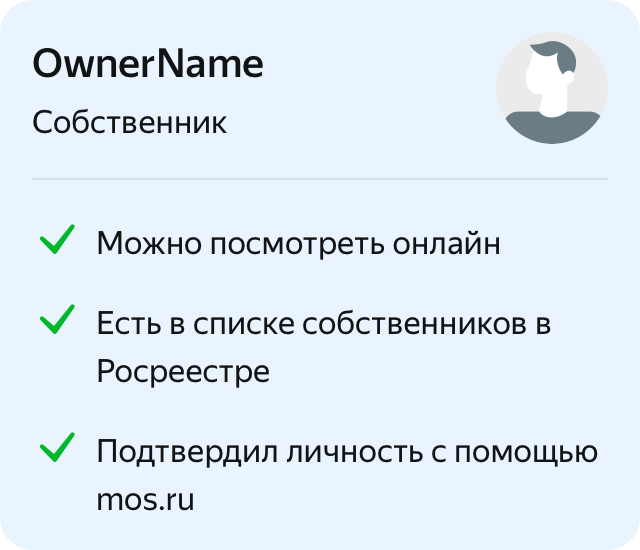 OwnerName
Собственник
Можно посмотреть онлайн
Есть в списке собственников в
Росреестре
Подтвердил личность с помощью
mos.ru